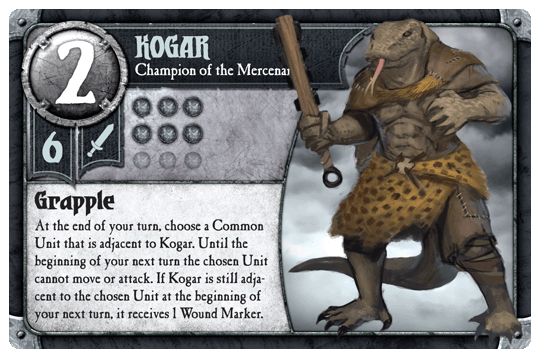 2
KOGAR
Champion of the Mercenar
6
Grapple
At the end of your turn, choose a Common
Unit that is adjacent to Kogar. Until the
beginning of your next turn the chosen Unit
cannot move or attack. If Kogar is still adja-
cent to the chosen Unit at the beginning of
your next turn, it receives 1 Wound Marker.